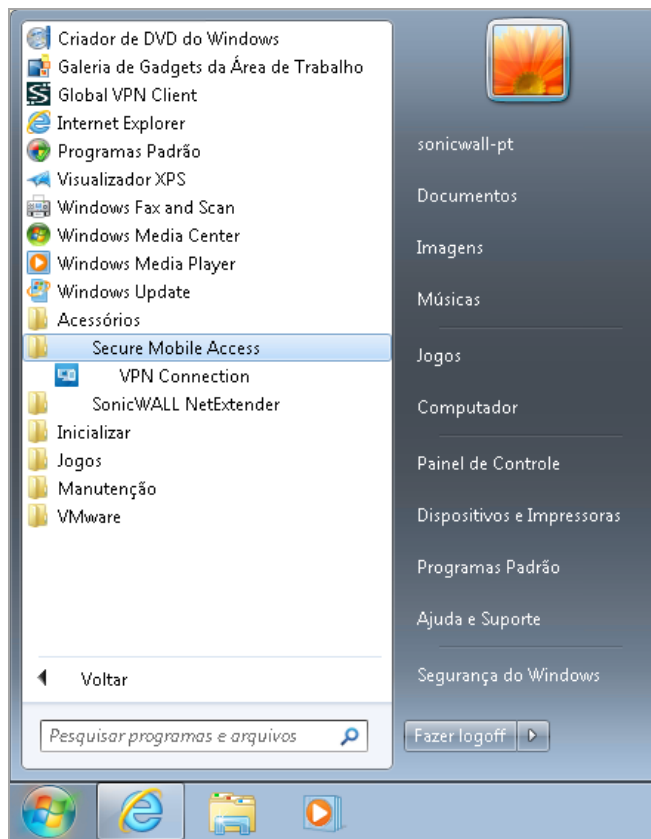 Criador de DVD do Windows
Galeria de Gadgets da Área de Trabalho
Global VPN Client
Internet Explorer
Programas Padrão
Visualizador XPS
Windows Fax and Scan
Windows Media Center
Windows Media Player
Windows Update
Acessórios
Secure Mobile Access
VPN Connection
SonicWALL NetExtender
Inicializar
Jogos
Manutenção
VMware
Voltar
Pesquisar programas e arquivos
sonicwall-pt
Documentos
Imagens
Músicas
Jogos
Computador
Painel de Controle
Dispositivos e Impressoras
Programas Padrão
Ajuda e Suporte
Segurança do Windows
Fazer logoff